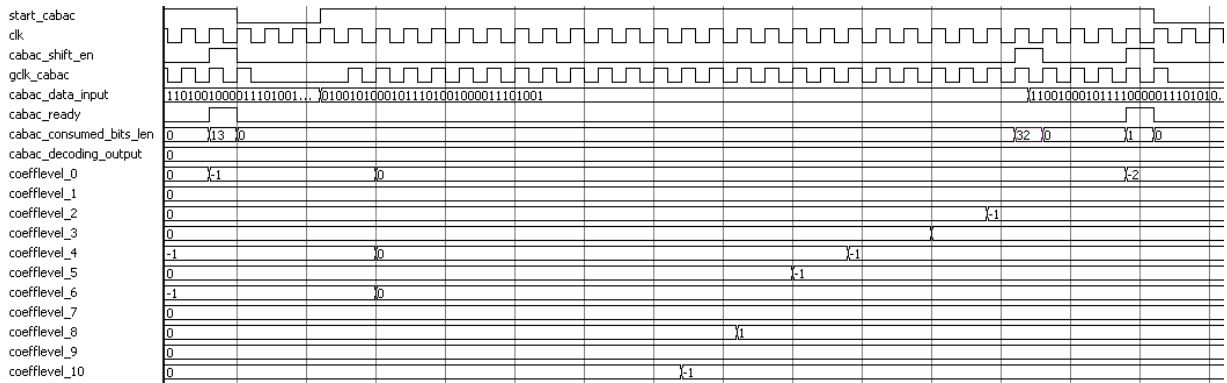 start_cabac
clk
cabac_shift_en
gclk_cabac
cabac_data_input 1101001000011101001... 01001010001011101001000011101001 110010001011110000011101010...
cabac_ready
cabac_consumed_bits_len 0 13 0 32 0 1 0
cabac_decoding_output 0
coefflevel_0 0 -1 0 -2
coefflevel_1 0
coefflevel_2 0 -1
coefflevel_3 0
coefflevel_4 -1 0 -1
coefflevel_5 0 -1
coefflevel_6 -1 0
coefflevel_7 0
coefflevel_8 0 1
coefflevel_9 0
coefflevel_10 0 -1